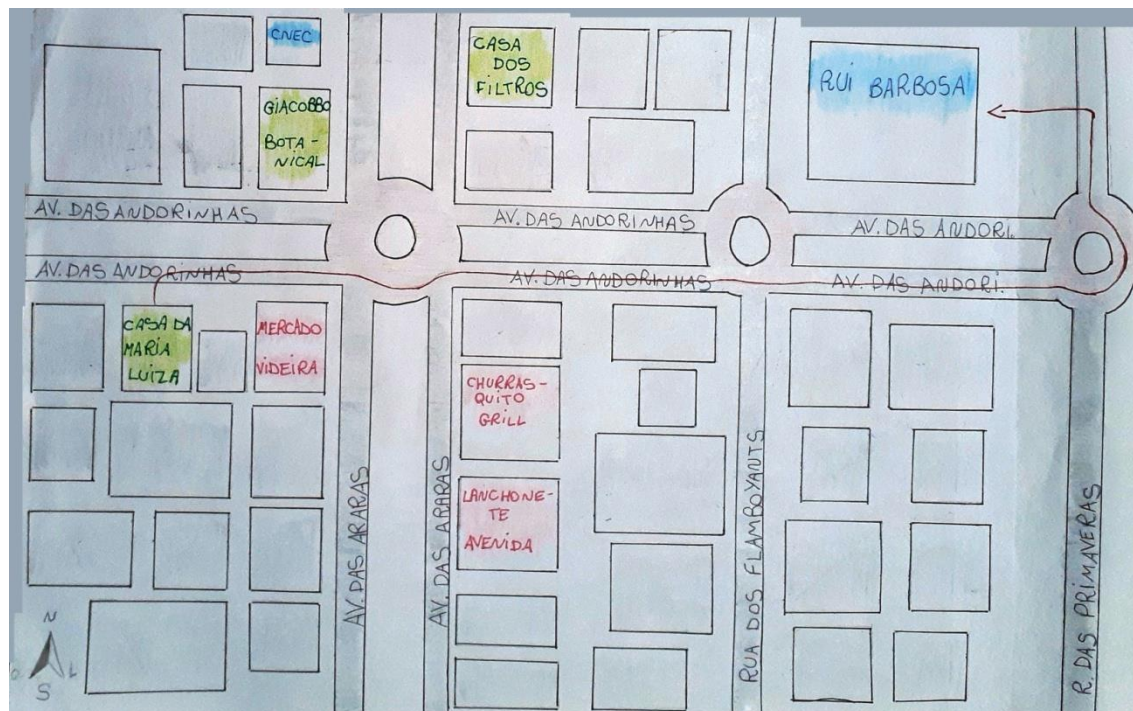 CNEC
CASA
DOS
FILTROS
RUI BARBOSA
GIACOBBO
BOTA-
NICAL
AV. DAS ANDORINHAS
AV. DAS ANDORINHAS
AV. DAS ANDORI.
AV. DAS ANDORINHAS
AV. DAS ANDORINHAS
AV. DAS ANDORI.
CASA DA
MARIA
LUIZA
MERCADO
VIDEIRA
CHURRAS-
QUITO
GRILL
LANCHONE-
TE
AVENIDA
AV. DAS ARARAS
AV. DAS ARARAS
RUA DOS FLAMBOYANTS
R. DAS PRIMAVERAS
N
L
S